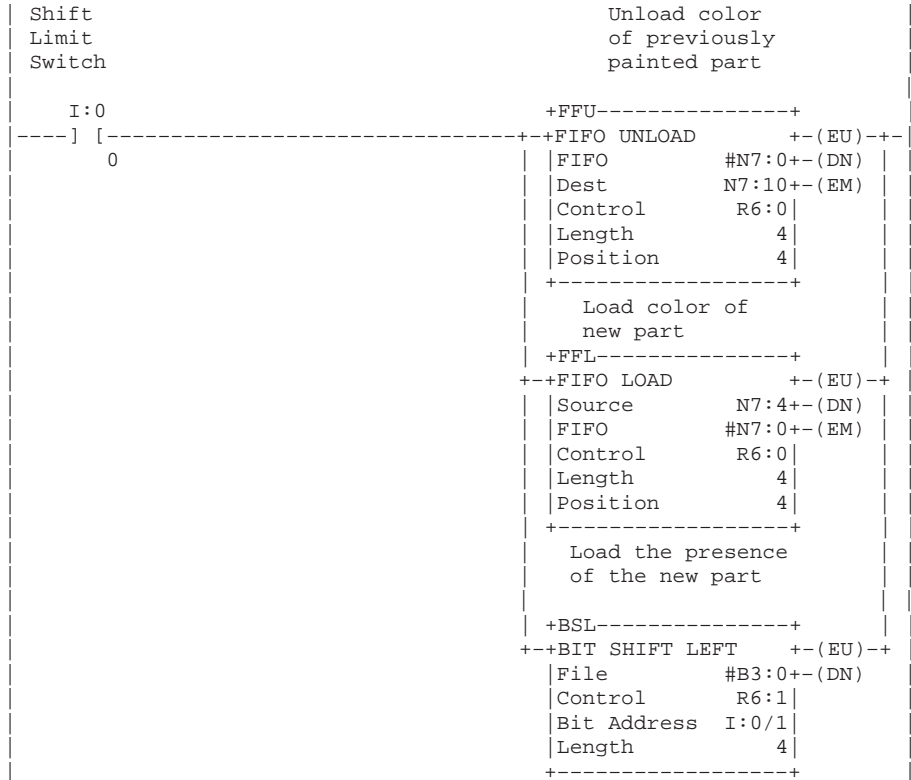 Shift Unload color
Limit of previously
Switch painted part
I:0 +FFU---------------+
----] [--------------------------------+-+FIFO UNLOAD +-(EU)-+-
0 FIFO #N7:0+-(DN)
Dest N7:10+-(EM)
Control R6:0
Length 4
Position 4
+------------------+
Load color of
new part
+FFL---------------+
+-+FIFO LOAD +-(EU)-+
Source N7:4+-(DN)
FIFO #N7:0+-(EM)
Control R6:0
Length 4
Position 4
+------------------+
Load the presence
of the new part
+BSL---------------+
+-+BIT SHIFT LEFT +-(EU)-+
File #B3:0+-(DN)
Control R6:1
Bit Address I:0/1
Length 4
+------------------+